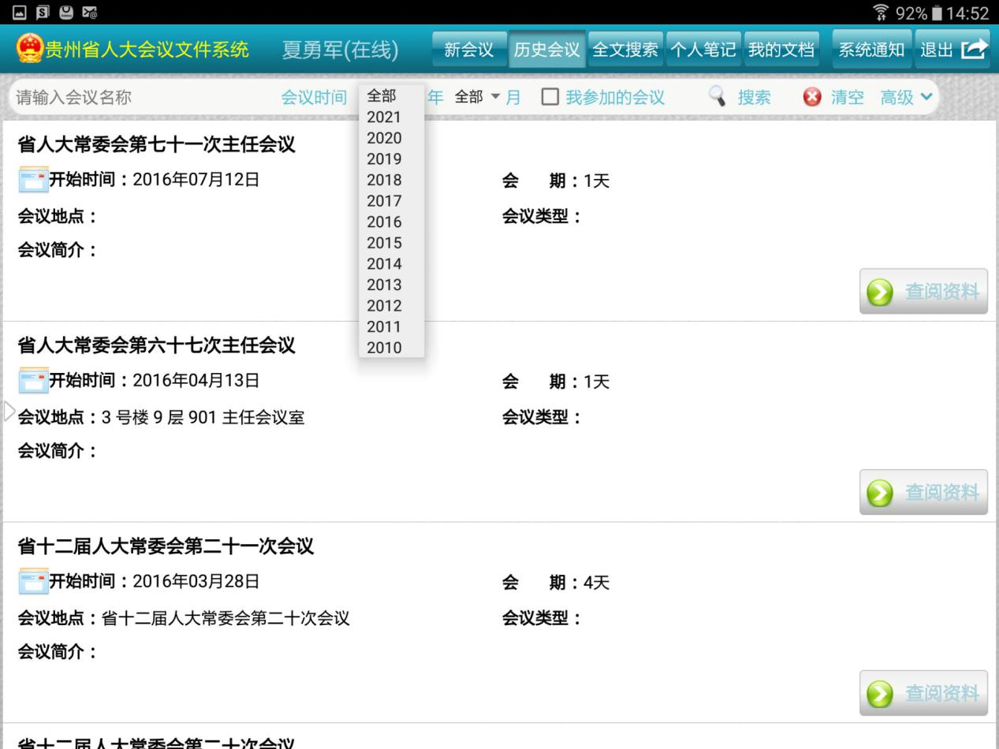 92% 14:52
贵州省人大会议文件系统 夏勇军(在线) 新会议 历史会议 全文搜索 个人笔记 我的文档 系统通知 退出
请输入会议名称 会议时间 全部 年 全部 月 我参加的会议 搜索 清空 高级
2021
2020
2019
2018
2017
2016
2015
2014
2013
2012
2011
2010
省人大常委会第七十一次主任会议
开始时间：2016年07月12日 会 期：1天
会议地点： 会议类型：
会议简介：
查阅资料
省人大常委会第六十七次主任会议
开始时间：2016年04月13日 会 期：1天
会议地点：3 号楼 9 层 901 主任会议室 会议类型：
会议简介：
查阅资料
省十二届人大常委会第二十一次会议
开始时间：2016年03月28日 会 期：4天
会议地点：省十二届人大常委会第二十次会议 会议类型：
会议简介：
查阅资料
省十二届人大常委会第二十次会议